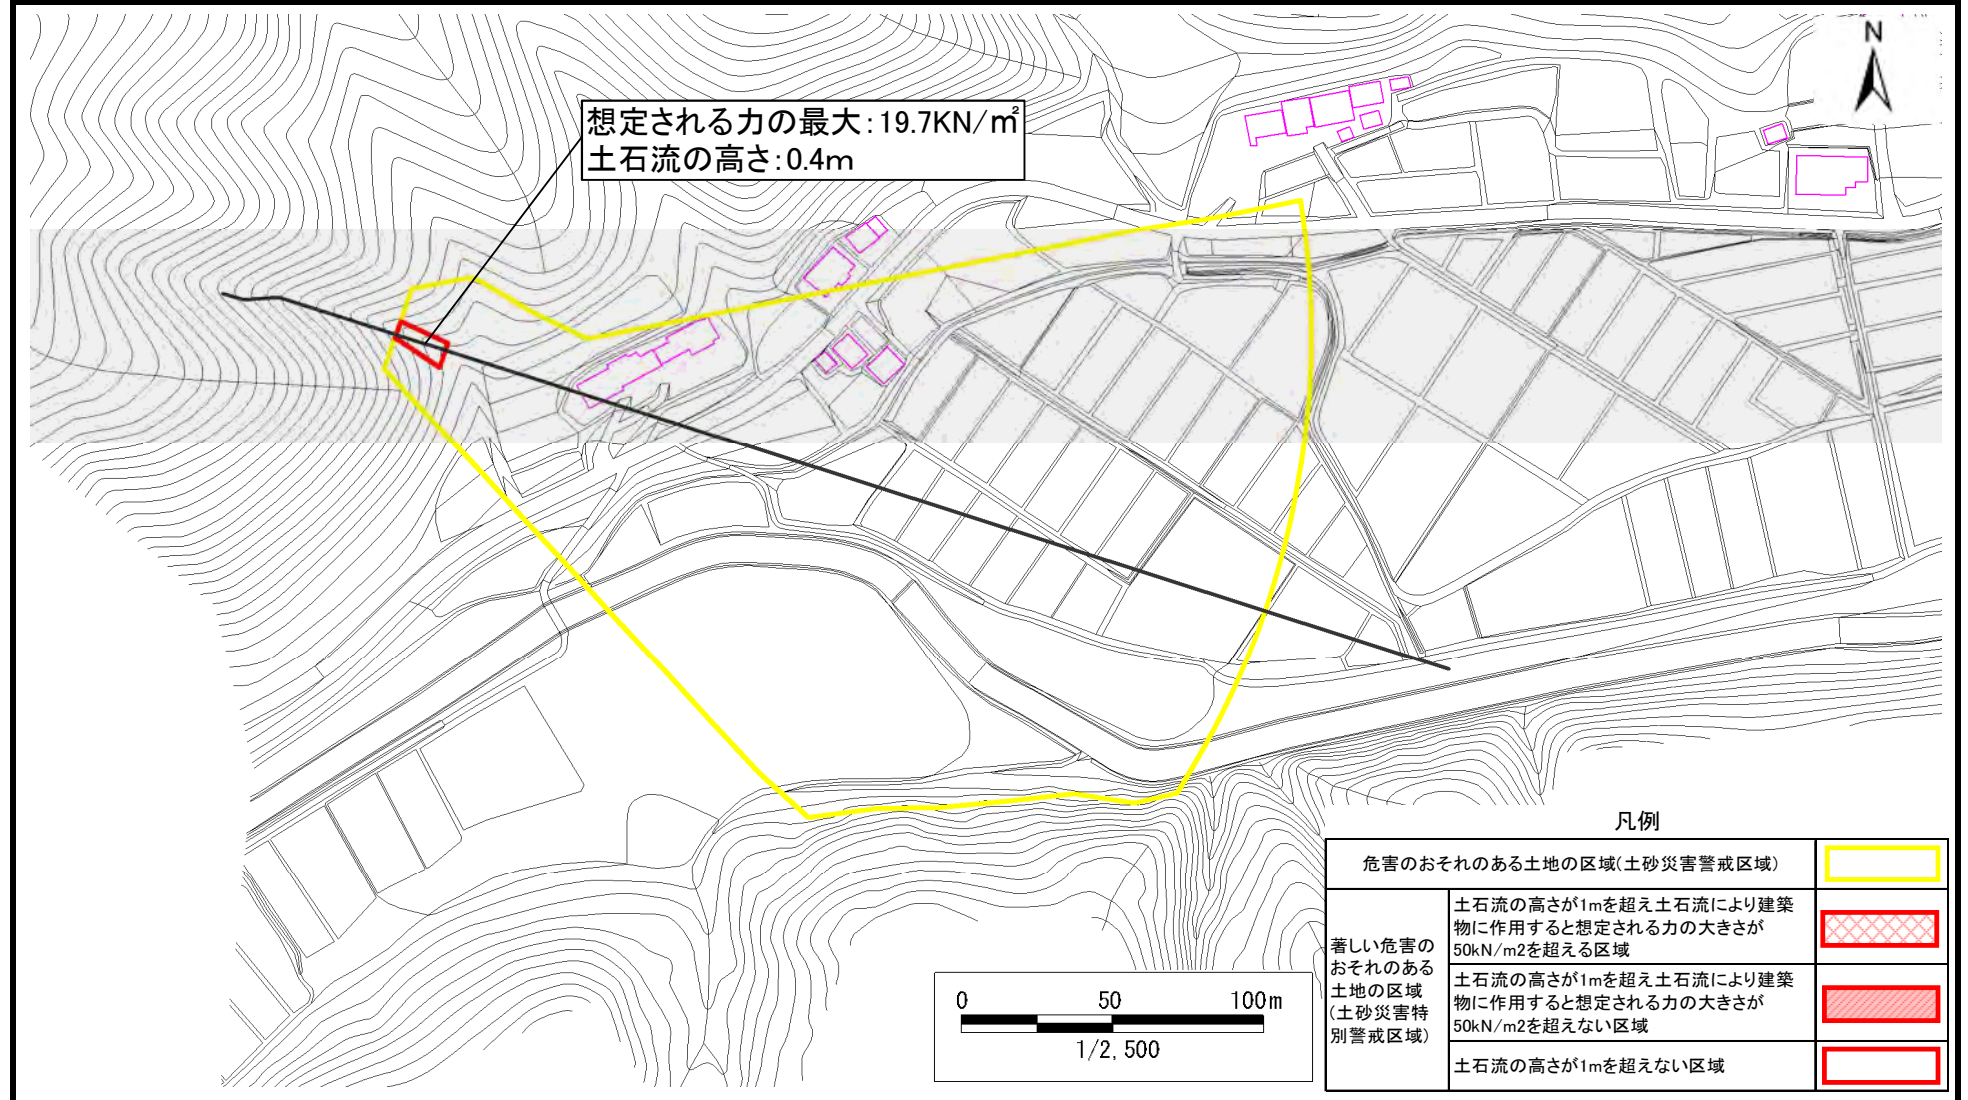 N
想定される力の最大:19.7KN/㎡
土石流の高さ:0.4m
凡例
危害のおそれのある土地の区域(土砂災害警戒区域)
著しい危害の
おそれのある
土地の区域
(土砂災害特
別警戒区域)
土石流の高さが1mを超え土石流により建築
物に作用すると想定される力の大きさが
50kN/m2を超える区域
土石流の高さが1mを超え土石流により建築
物に作用すると想定される力の大きさが
50kN/m2を超えない区域
土石流の高さが1mを超えない区域
0 50 100m
1/2,500